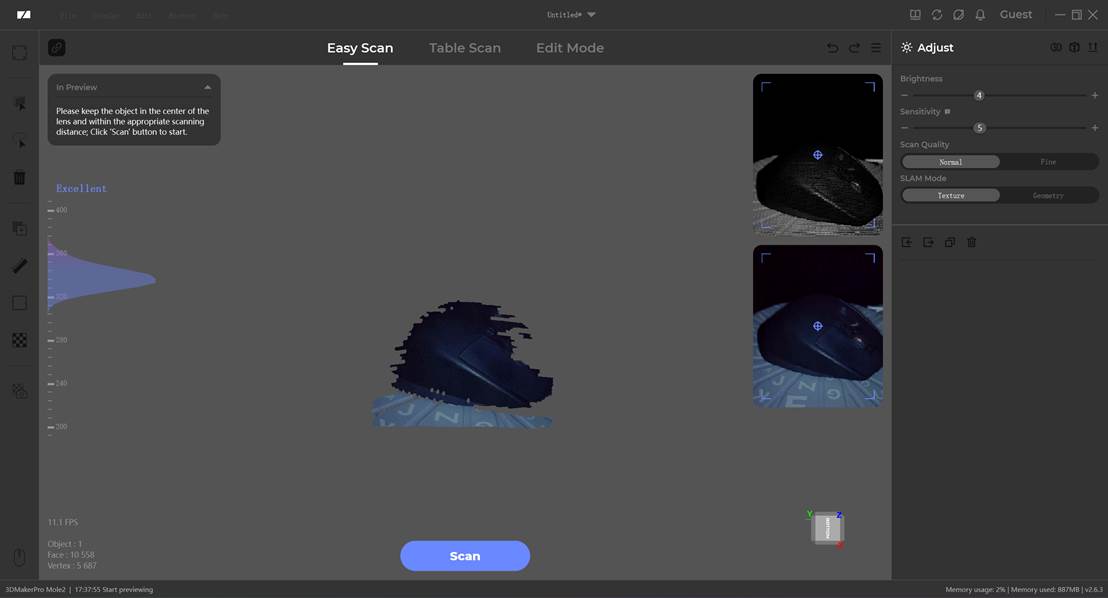 File Display Edit Marker Help
Untitled*
Guest
Easy Scan
Table Scan
Edit Mode
Adjust
In Preview
Please keep the object in the center of the
lens and within the appropriate scanning
distance; Click 'Scan' button to start.
Brightness
4
Sensitivity
5
Scan Quality
Normal
Fine
SLAM Mode
Texture
Geometry
Excellent
400
360
320
280
240
200
J N G
E
Y
Z
X
BOTTOM
11.1 FPS
Object : 1
Face : 10 558
Vertex : 5 687
Scan
3DMakerPro Mole2 | 17:37:55 Start previewing
Memory usage: 2% | Memory used: 887MB | v2.6.3